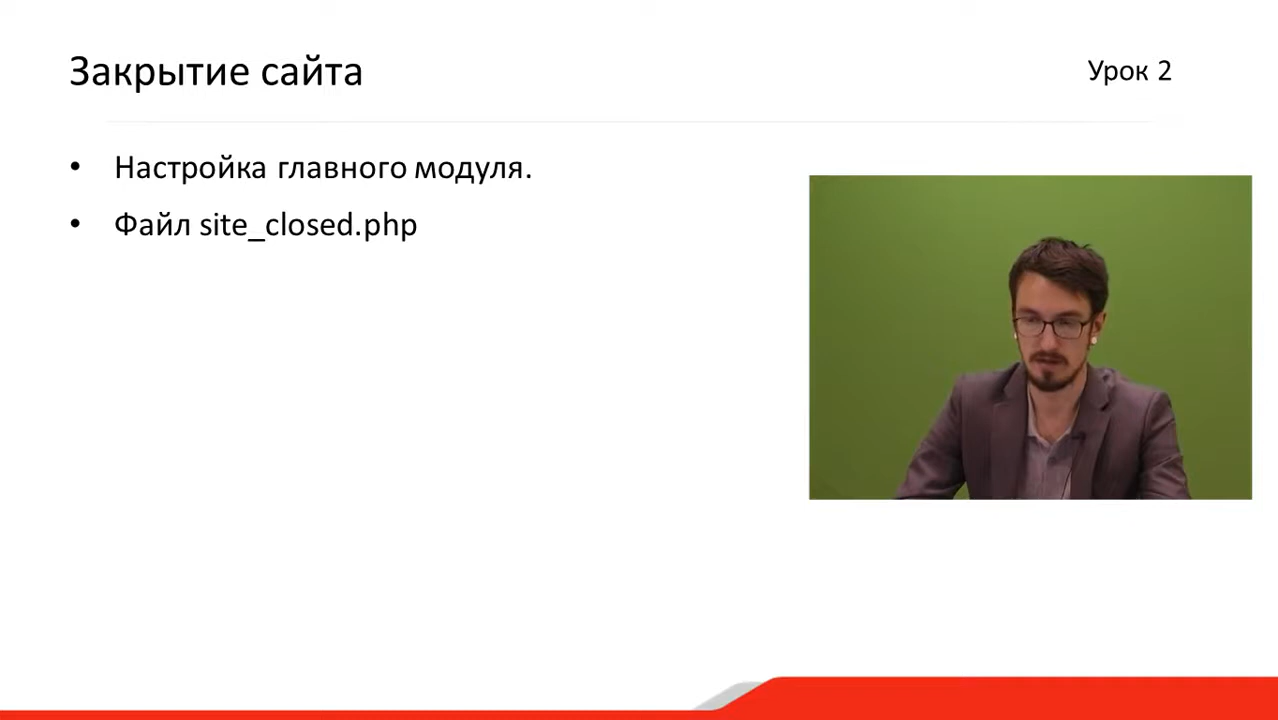 Закрытие сайта
Урок 2
• Настройка главного модуля.
• Файл site_closed.php